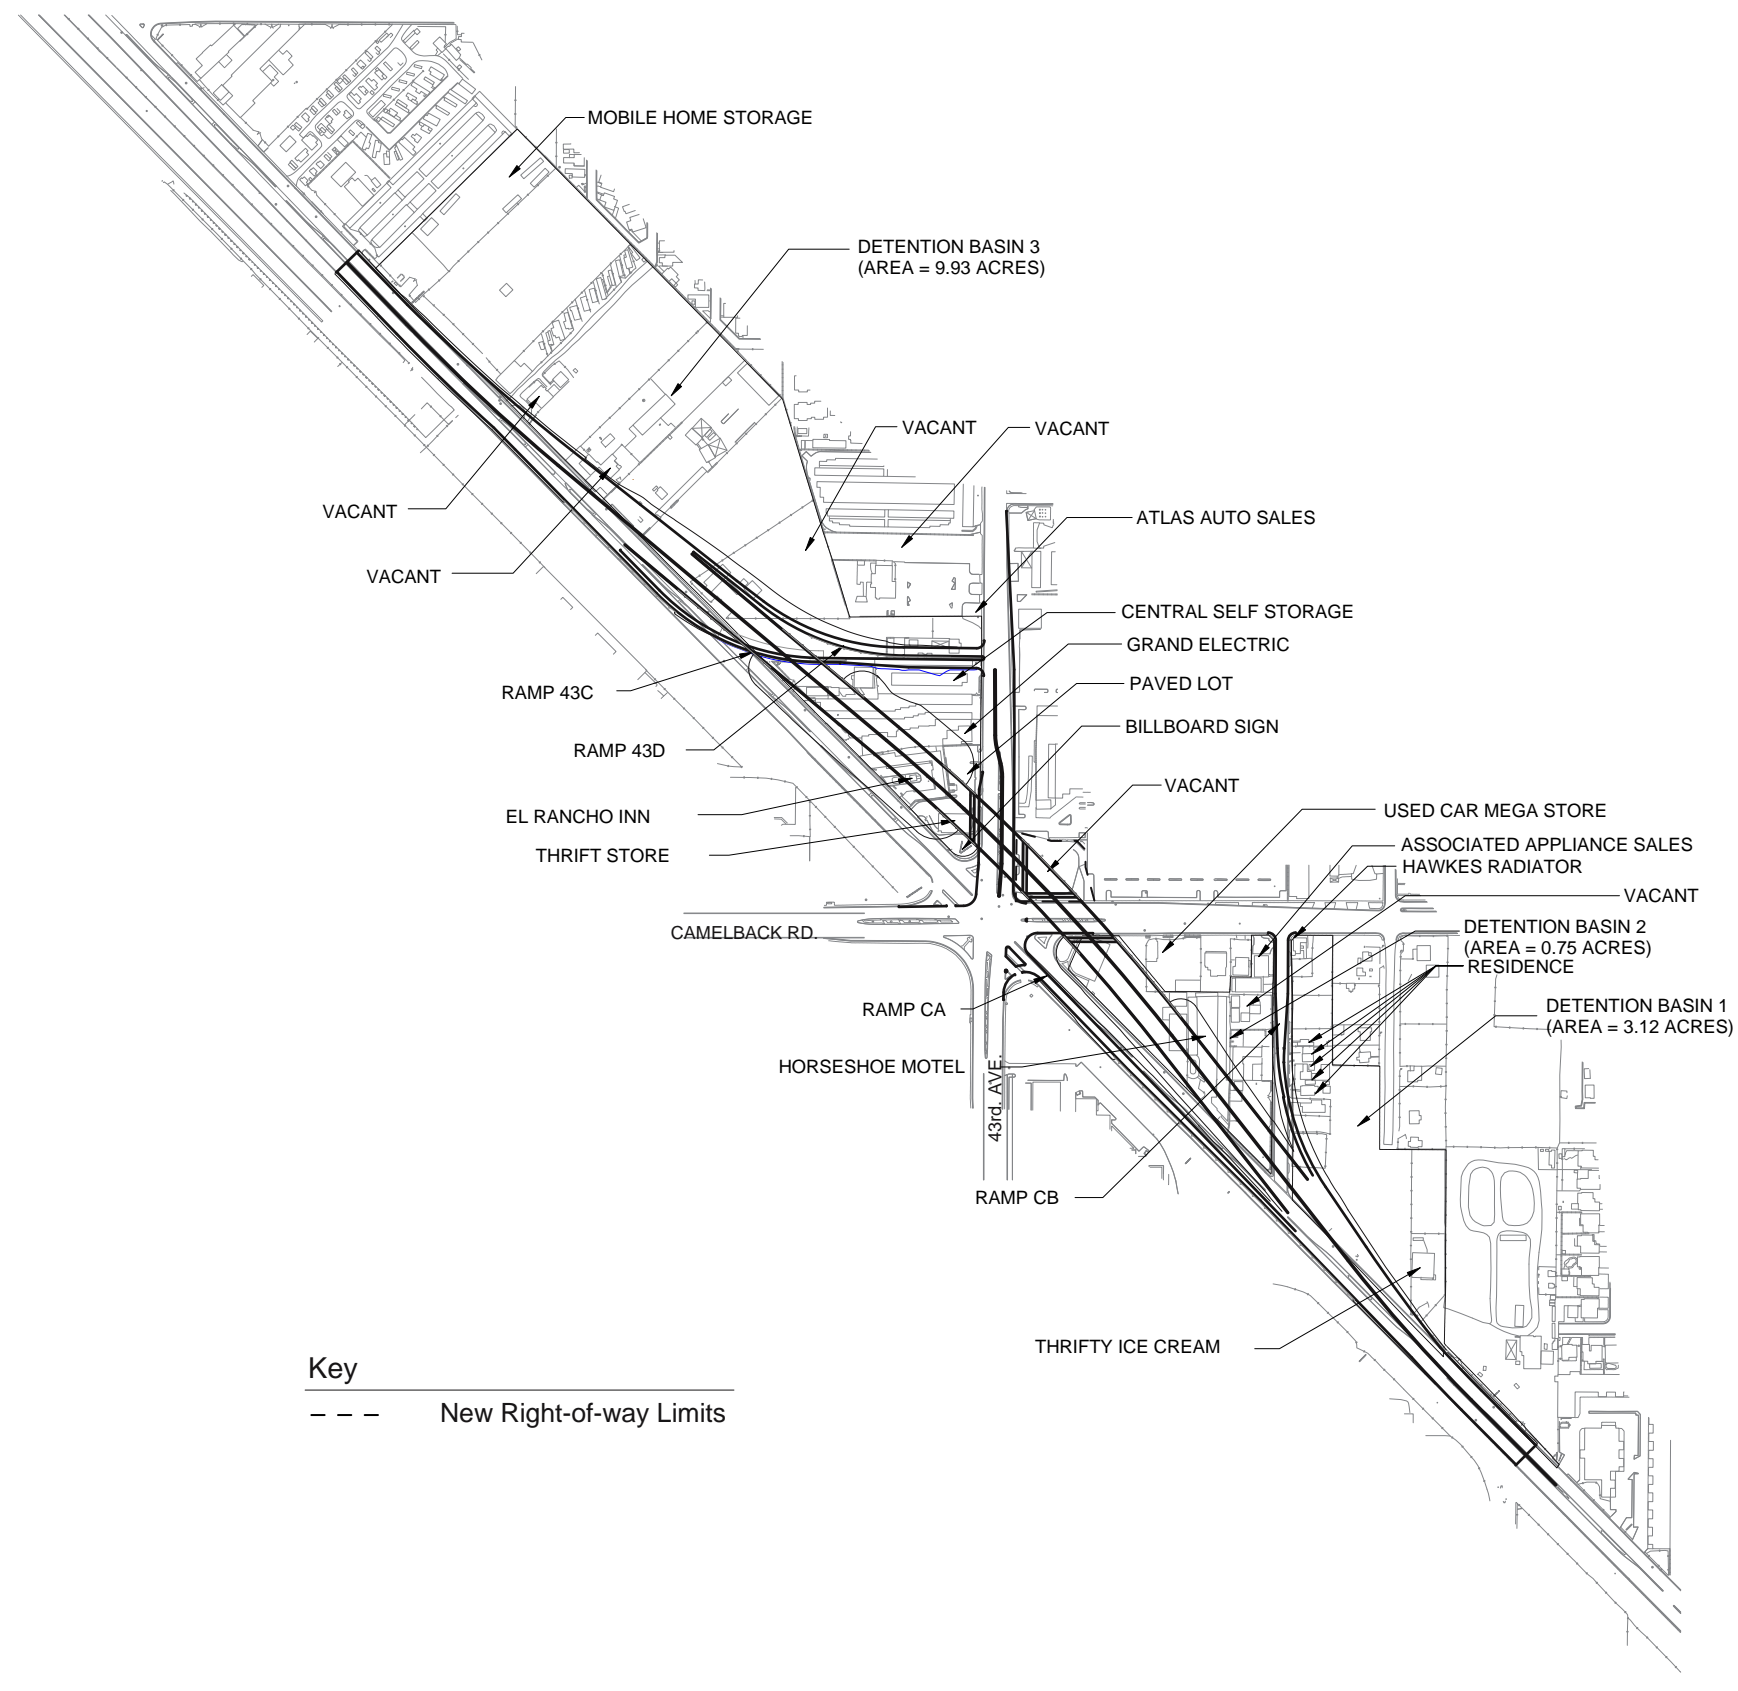 MOBILE HOME STORAGE
DETENTION BASIN 3
(AREA = 9.93 ACRES)
VACANT
VACANT
VACANT
ATLAS AUTO SALES
VACANT
CENTRAL SELF STORAGE
GRAND ELECTRIC
PAVED LOT
RAMP 43C
BILLBOARD SIGN
RAMP 43D
VACANT
EL RANCHO INN
USED CAR MEGA STORE
THRIFT STORE
ASSOCIATED APPLIANCE SALES
HAWKES RADIATOR
VACANT
CAMELBACK RD.
DETENTION BASIN 2
(AREA = 0.75 ACRES)
RESIDENCE
RAMP CA
DETENTION BASIN 1
(AREA = 3.12 ACRES)
HORSESHOE MOTEL
43rd. AVE.
RAMP CB
THRIFTY ICE CREAM
Key
New Right-of-way Limits